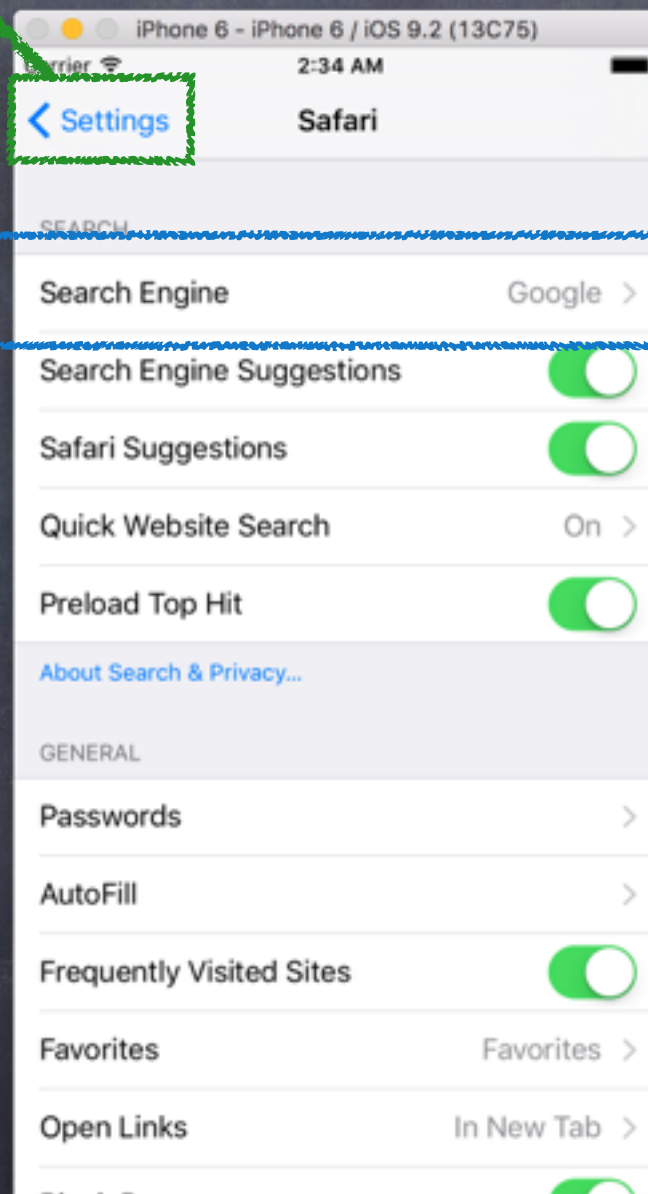 iPhone 6 - iPhone 6 / iOS 9.2 (13C75)
2:34 AM
Settings Safari
SEARCH
Search Engine Google
Search Engine Suggestions
Safari Suggestions
Quick Website Search On
Preload Top Hit
About Search & Privacy...
GENERAL
Passwords
AutoFill
Frequently Visited Sites
Favorites Favorites
Open Links In New Tab